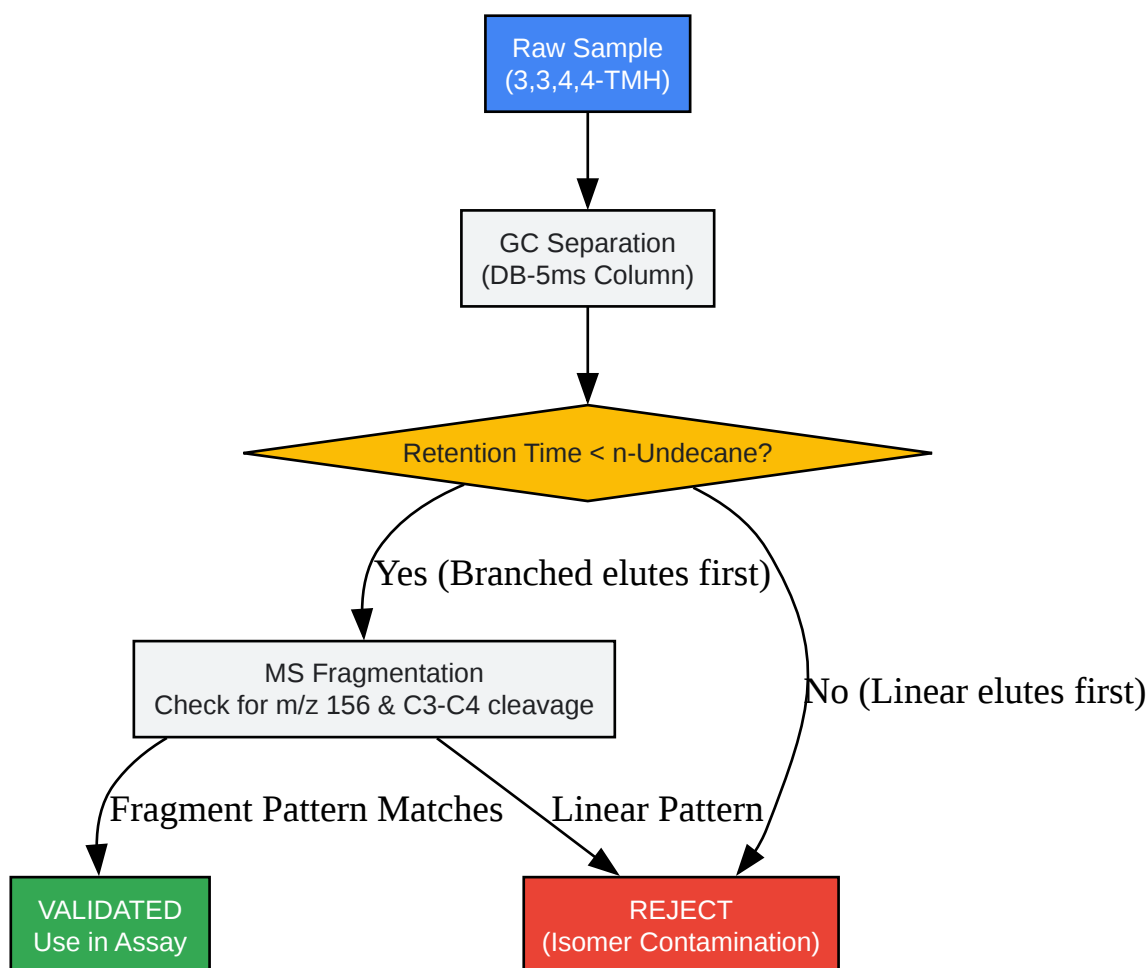 Raw Sample
(3,3,4,4-TMH)
GC Separation
(DB-5ms Column)
Retention Time < n-Undecane?
Yes (Branched elutes first)
MS Fragmentation
Check for m/z 156 & C3-C4 cleavage
No (Linear elutes first)
Fragment Pattern Matches
Linear Pattern
VALIDATED
Use in Assay
REJECT
(Isomer Contamination)